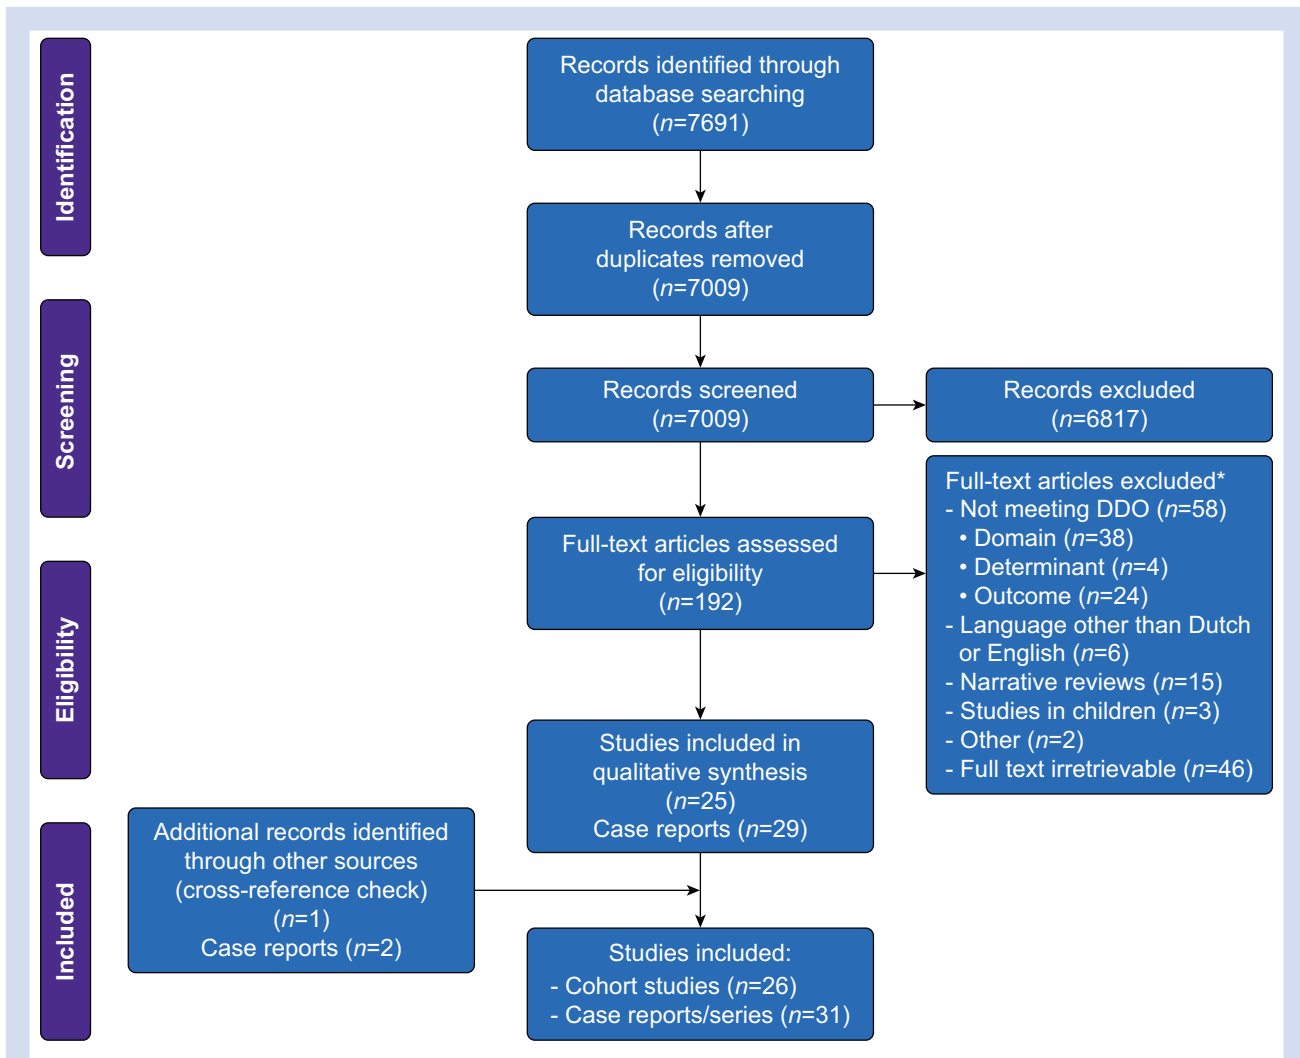 Identification
Records identified through
database searching
(n=7691)
Records after
duplicates removed
(n=7009)
Screening
Records screened
(n=7009)
Records excluded
(n=6817)
Eligibility
Full-text articles assessed
for eligibility
(n=192)
Full-text articles excluded*
- Not meeting DDO (n=58)
• Domain (n=38)
• Determinant (n=4)
• Outcome (n=24)
- Language other than Dutch
or English (n=6)
- Narrative reviews (n=15)
- Studies in children (n=3)
- Other (n=2)
- Full text irretrievable (n=46)
Studies included in
qualitative synthesis
(n=25)
Case reports (n=29)
Included
Additional records identified
through other sources
(cross-reference check)
(n=1)
Case reports (n=2)
Studies included:
- Cohort studies (n=26)
- Case reports/series (n=31)